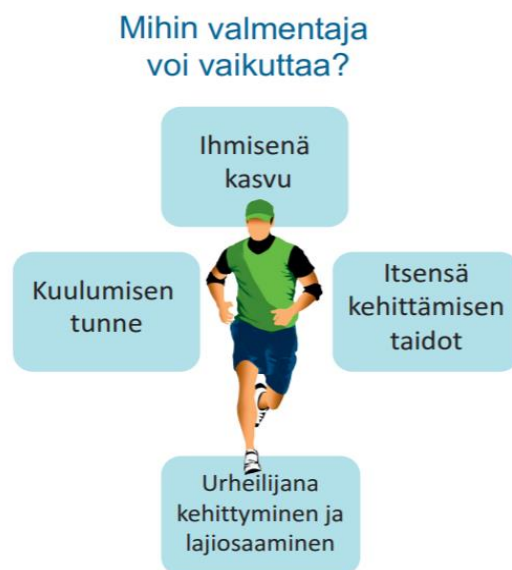 Mihin valmentaja
voi vaikuttaa?
Ihmisenä
kasvu
Kuulumisen
tunne
Itsensä
kehittämisen
taidot
Urheilijana
kehittyminen ja
lajiosaaminen